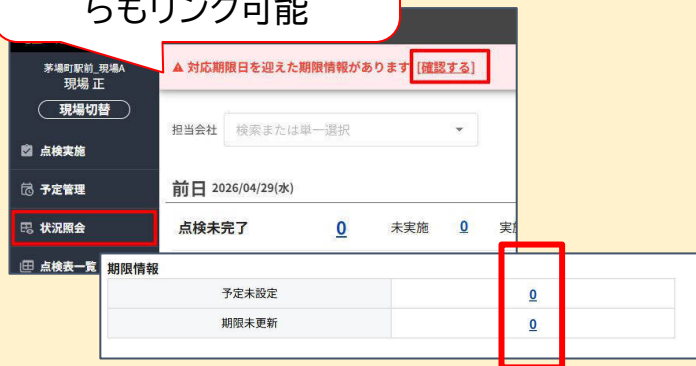 らもリンク可能
茅場町駅前_現場A
現場 正
現場切替
点検実施
予定管理
状況照会
点検表一覧
▲ 対応期限日を迎えた期限情報があります [確認する]
担当会社 検索または単一選択
前日 2026/04/29(水)
点検未完了 0 未実施 0
期限情報
予定未設定 0
期限未更新 0